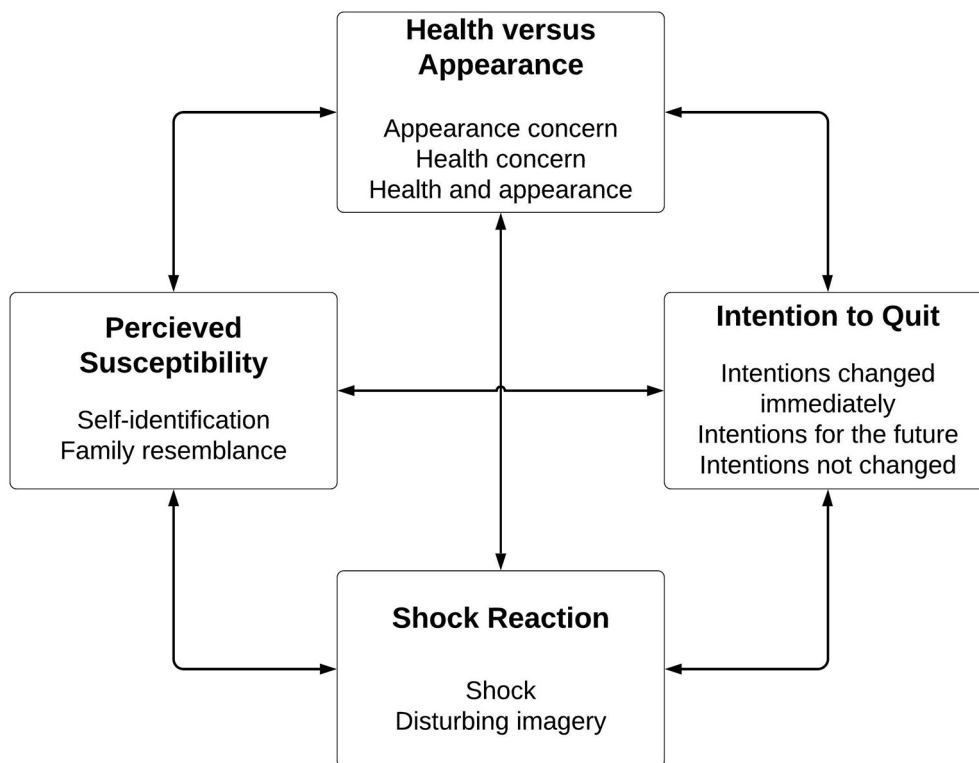 Health versus
Appearance
Appearance concern
Health concern
Health and appearance
Percieved
Susceptibility
Self-identification
Family resemblance
Intention to Quit
Intentions changed
immediately
Intentions for the future
Intentions not changed
Shock Reaction
Shock
Disturbing imagery